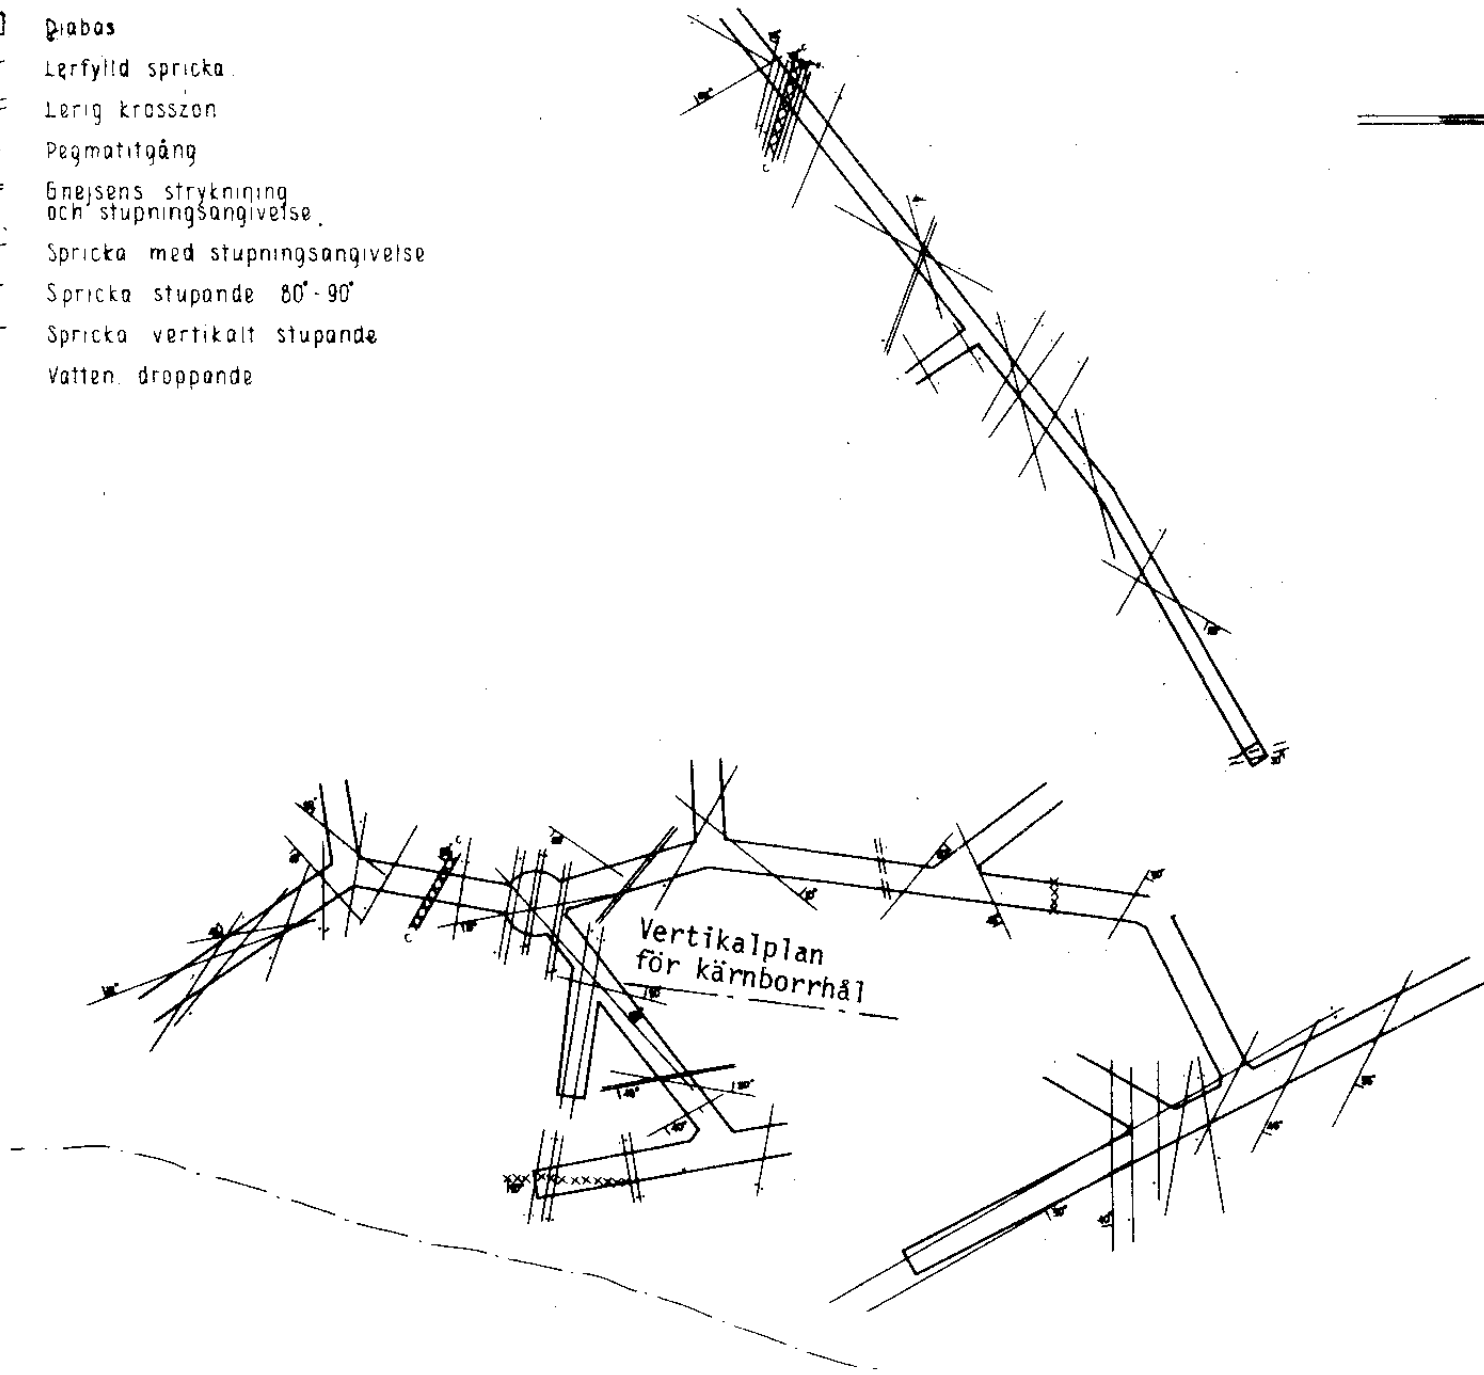 Diabas
Lerfylld spricka
Lerig krosszon
Pegmatitgång
Gnejsens strykning
och stupningsangivelse.
Spricka med stupningsangivelse
Spricka stupande 80°-90°
Spricka vertikalt stupande
Vatten. droppande
Vertikalplan
för kärnborrhål